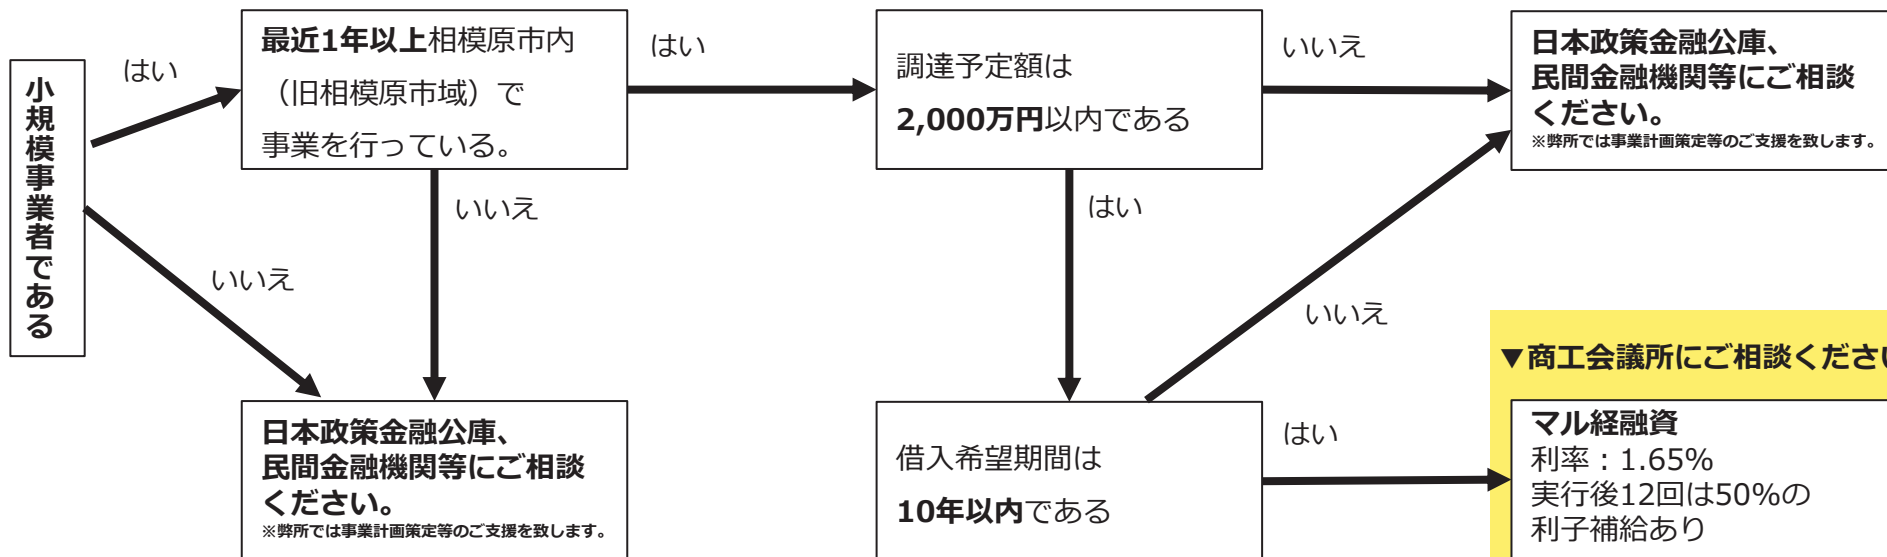 小規模事業者である
はい
いいえ
最近1年以上相模原市内
（旧相模原市域）で
事業を行っている。
はい
いいえ
日本政策金融公庫、
民間金融機関等にご相談
ください。
※弊所では事業計画策定等のご支援を致します。
調達予定額は
2,000万円以内である
いいえ
はい
日本政策金融公庫、
民間金融機関等にご相談
ください。
※弊所では事業計画策定等のご支援を致します。
借入希望期間は
10年以内である
いいえ
はい
▼商工会議所にご相談くださ
マル経融資
利率：1.65%
実行後12回は50%の
利子補給あり